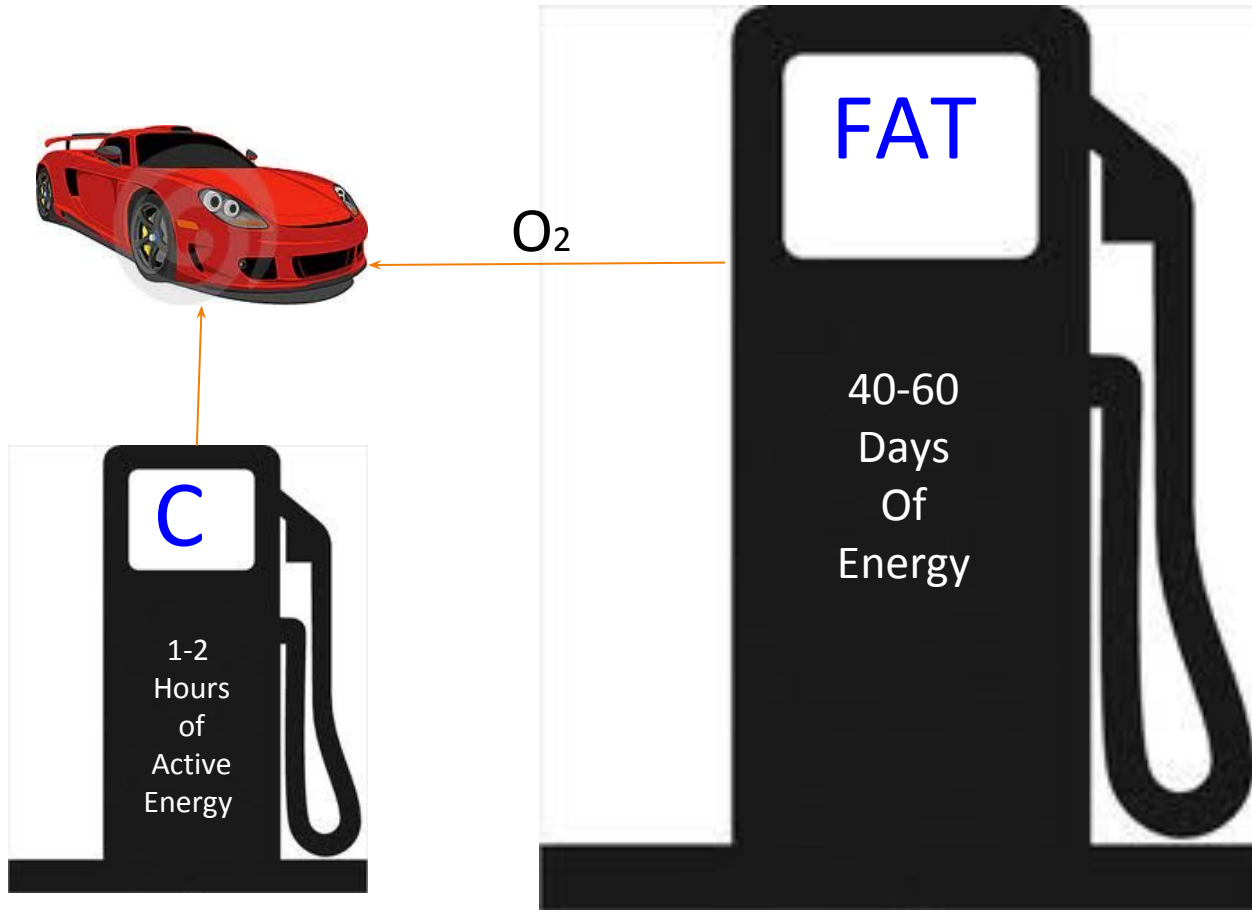 FAT
O₂
40-60
Days
Of
Energy
C
1-2
Hours
of
Active
Energy